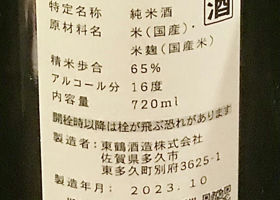 酒
特定名称 純米酒
原材料名 米(国産)・
米麹(国産米)
精米歩合 65%
アルコール分 16度
内容量 720ml
開栓時以降は栓が飛ぶ恐れがあります
製造者:東鶴酒造株式会社
佐賀県多久市
東多久町別府3625-1
製造年月 2023.10